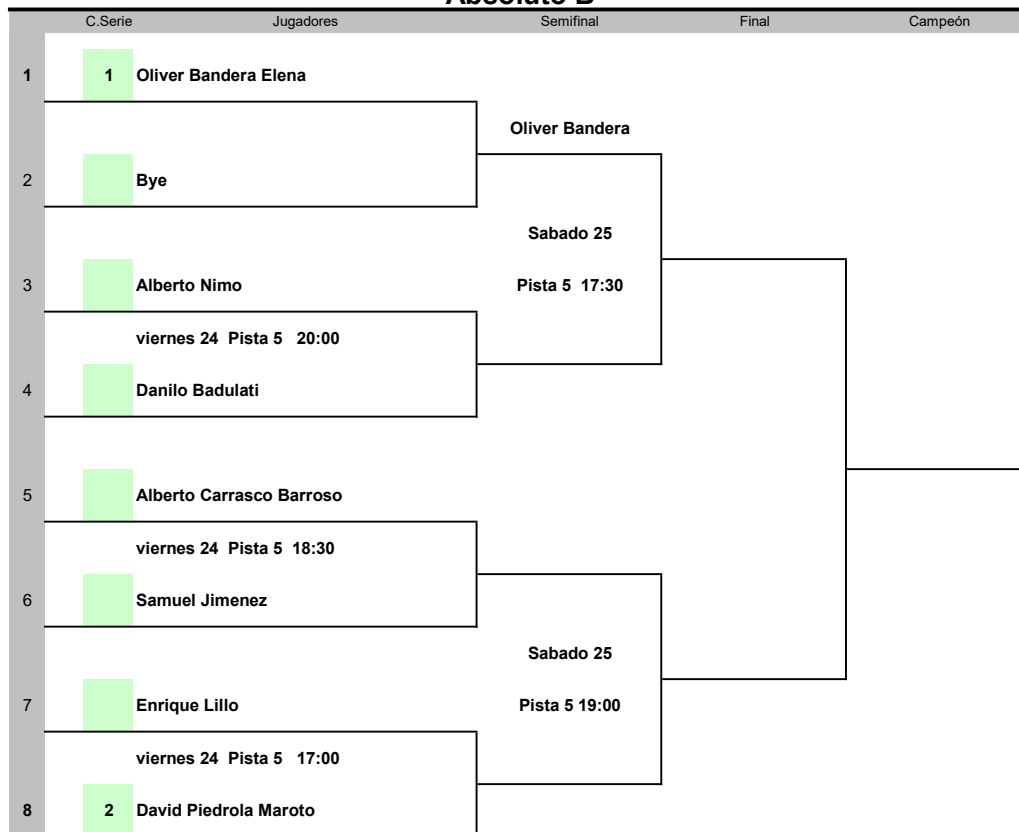 Absoluto B
C.Serie Jugadores Semifinal Final Campeón
1 1 Oliver Bandera Elena
Oliver Bandera
2 Bye
Sabado 25
3 Alberto Nimo Pista 5 17:30
viernes 24 Pista 5 20:00
4 Danilo Badulati
5 Alberto Carrasco Barroso
viernes 24 Pista 5 18:30
6 Samuel Jimenez
Sabado 25
7 Enrique Lillo Pista 5 19:00
viernes 24 Pista 5 17:00
8 2 David Piedrola Maroto